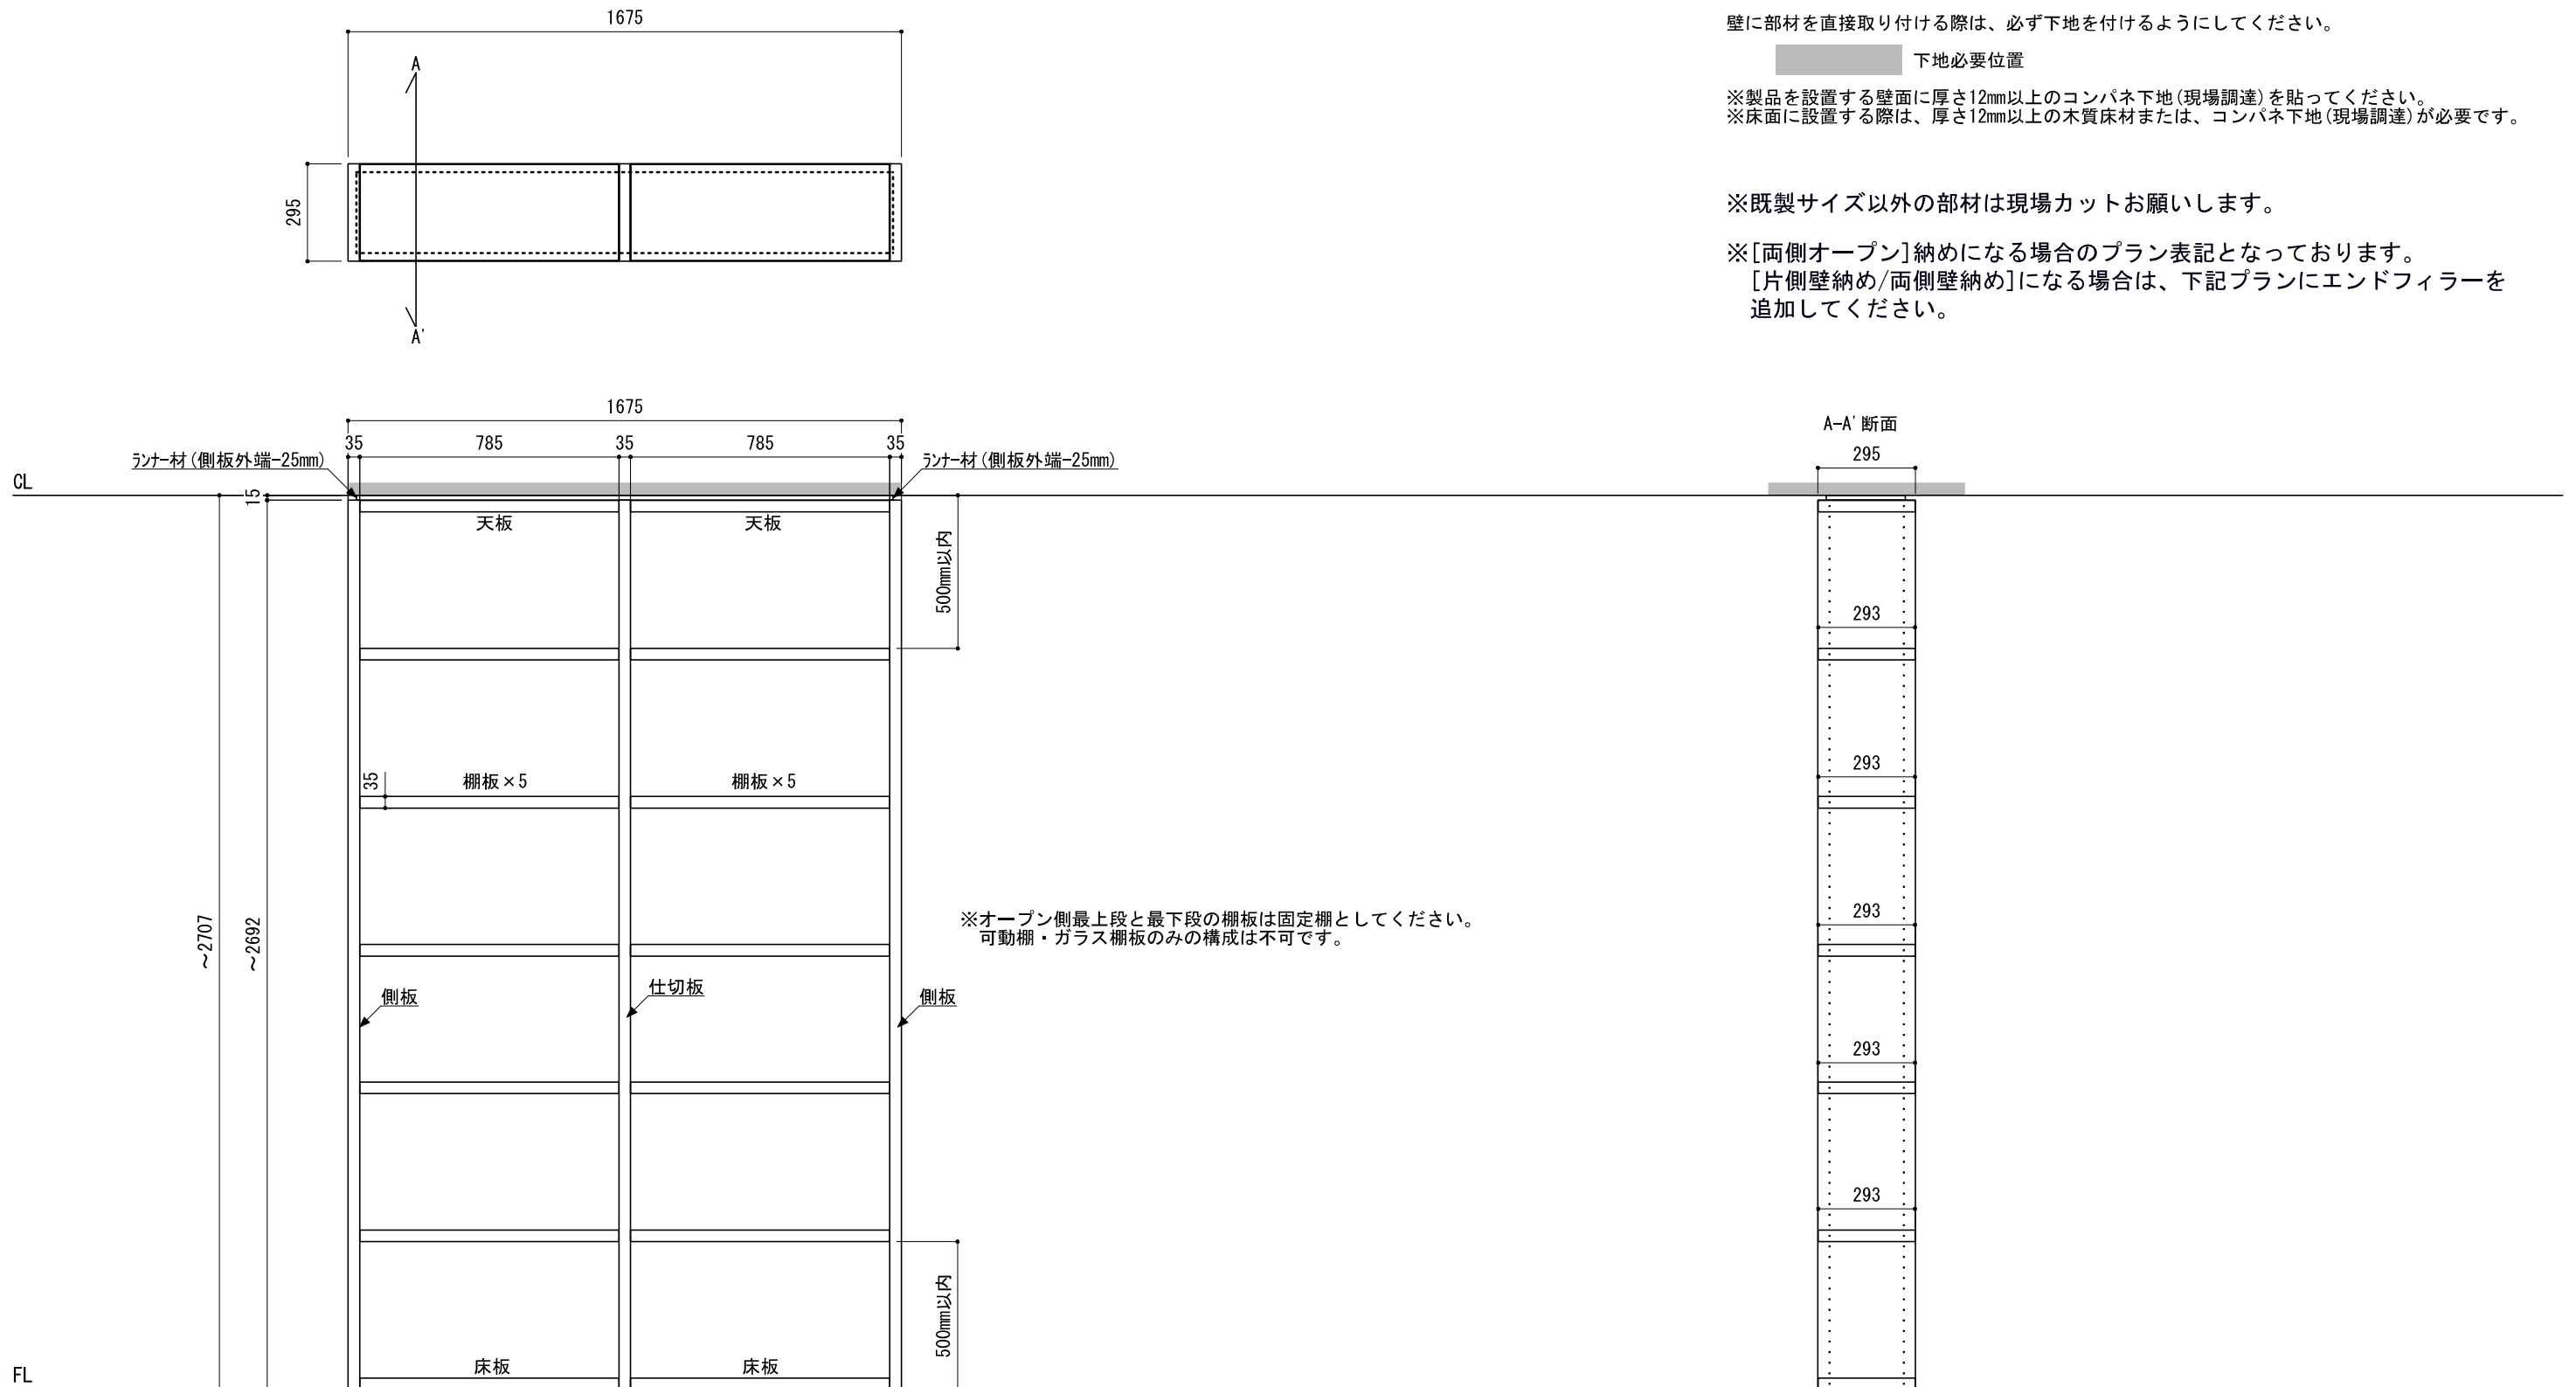 1675
A
295
A'
壁に部材を直接取り付ける際は、必ず下地を付けるようにしてください。
下地必要位置
※製品を設置する壁面に厚さ12mm以上のコンパネ下地(現場調達)を貼ってください。
※床面に設置する際は、厚さ12mm以上の木質床材または、コンパネ下地(現場調達)が必要です。
※既製サイズ以外の部材は現場カットお願いします。
※[両側オープン]納めになる場合のプラン表記となっております。
[片側壁納め/両側壁納め]になる場合は、下記プランにエンドフィラーを
追加してください。
1675
35 785 35 785 35
ﾗﾝﾅｰ材(側板外端-25mm)
ﾗﾝﾅｰ材(側板外端-25mm)
CL
15
天板
天板
500mm以内
35
棚板×5
棚板×5
～2707
～2692
※オープン側最上段と最下段の棚板は固定棚としてください。
可動棚・ガラス棚板のみの構成は不可です。
側板
仕切板
側板
500mm以内
床板
床板
FL
A-A' 断面
295
293
293
293
293
293